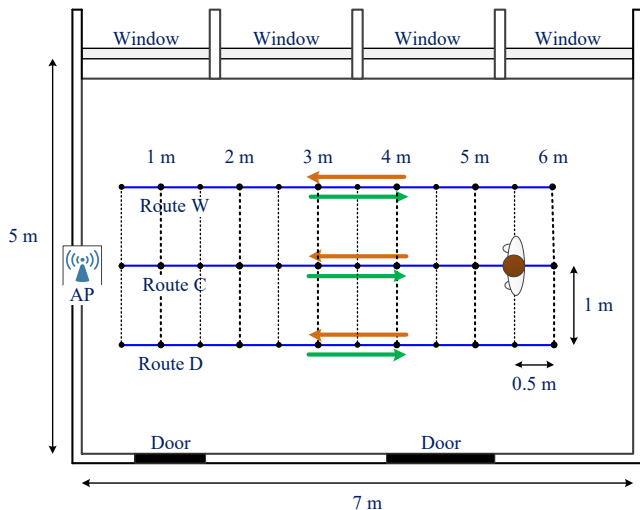 Window Window Window Window
1 m 2 m 3 m 4 m 5 m 6 m
Route W
5 m
AP
Route C
1 m
Route D
0.5 m
Door Door
7 m